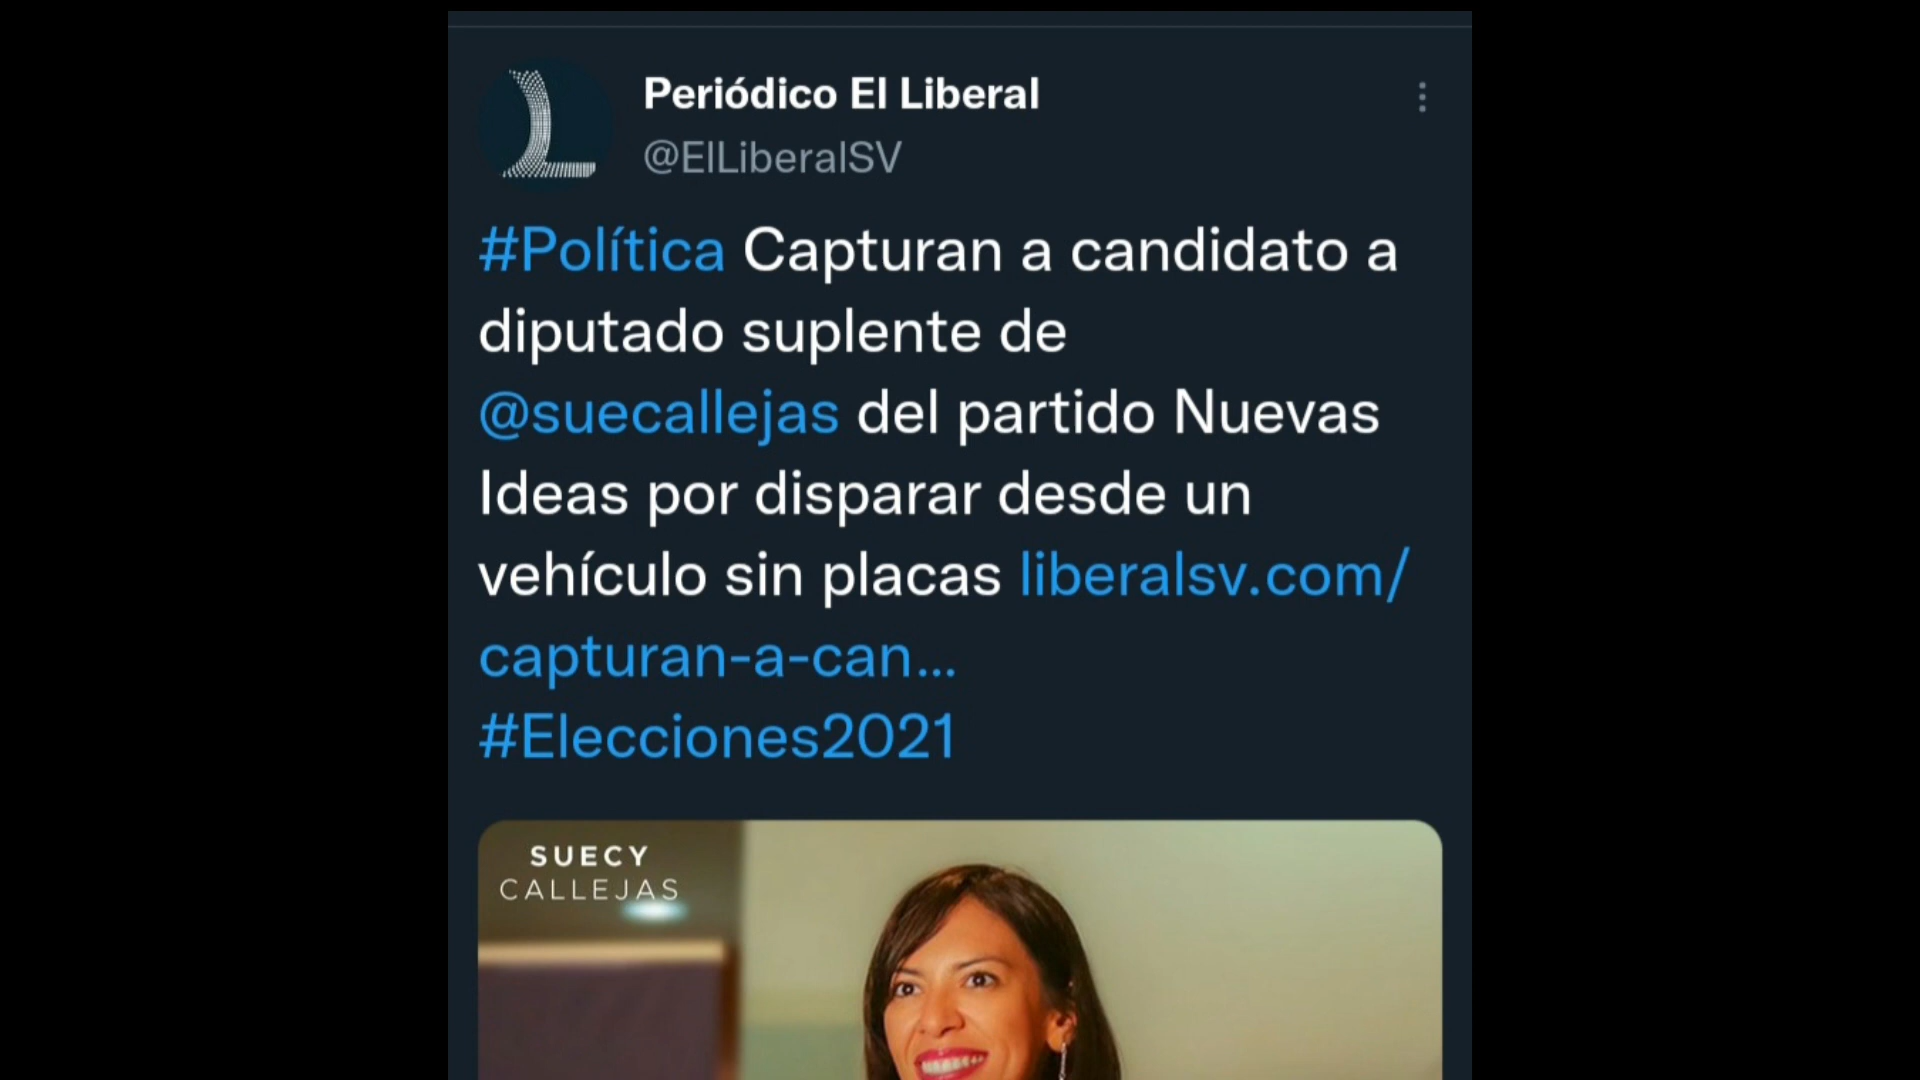 Periódico El Liberal
@ElLiberalSV
#Política Capturan a candidato a
diputado suplente de
@suecallejas del partido Nuevas
Ideas por disparar desde un
vehículo sin placas liberalsv.com/
capturan-a-can...
#Elecciones2021
SUECY
CALLEJAS